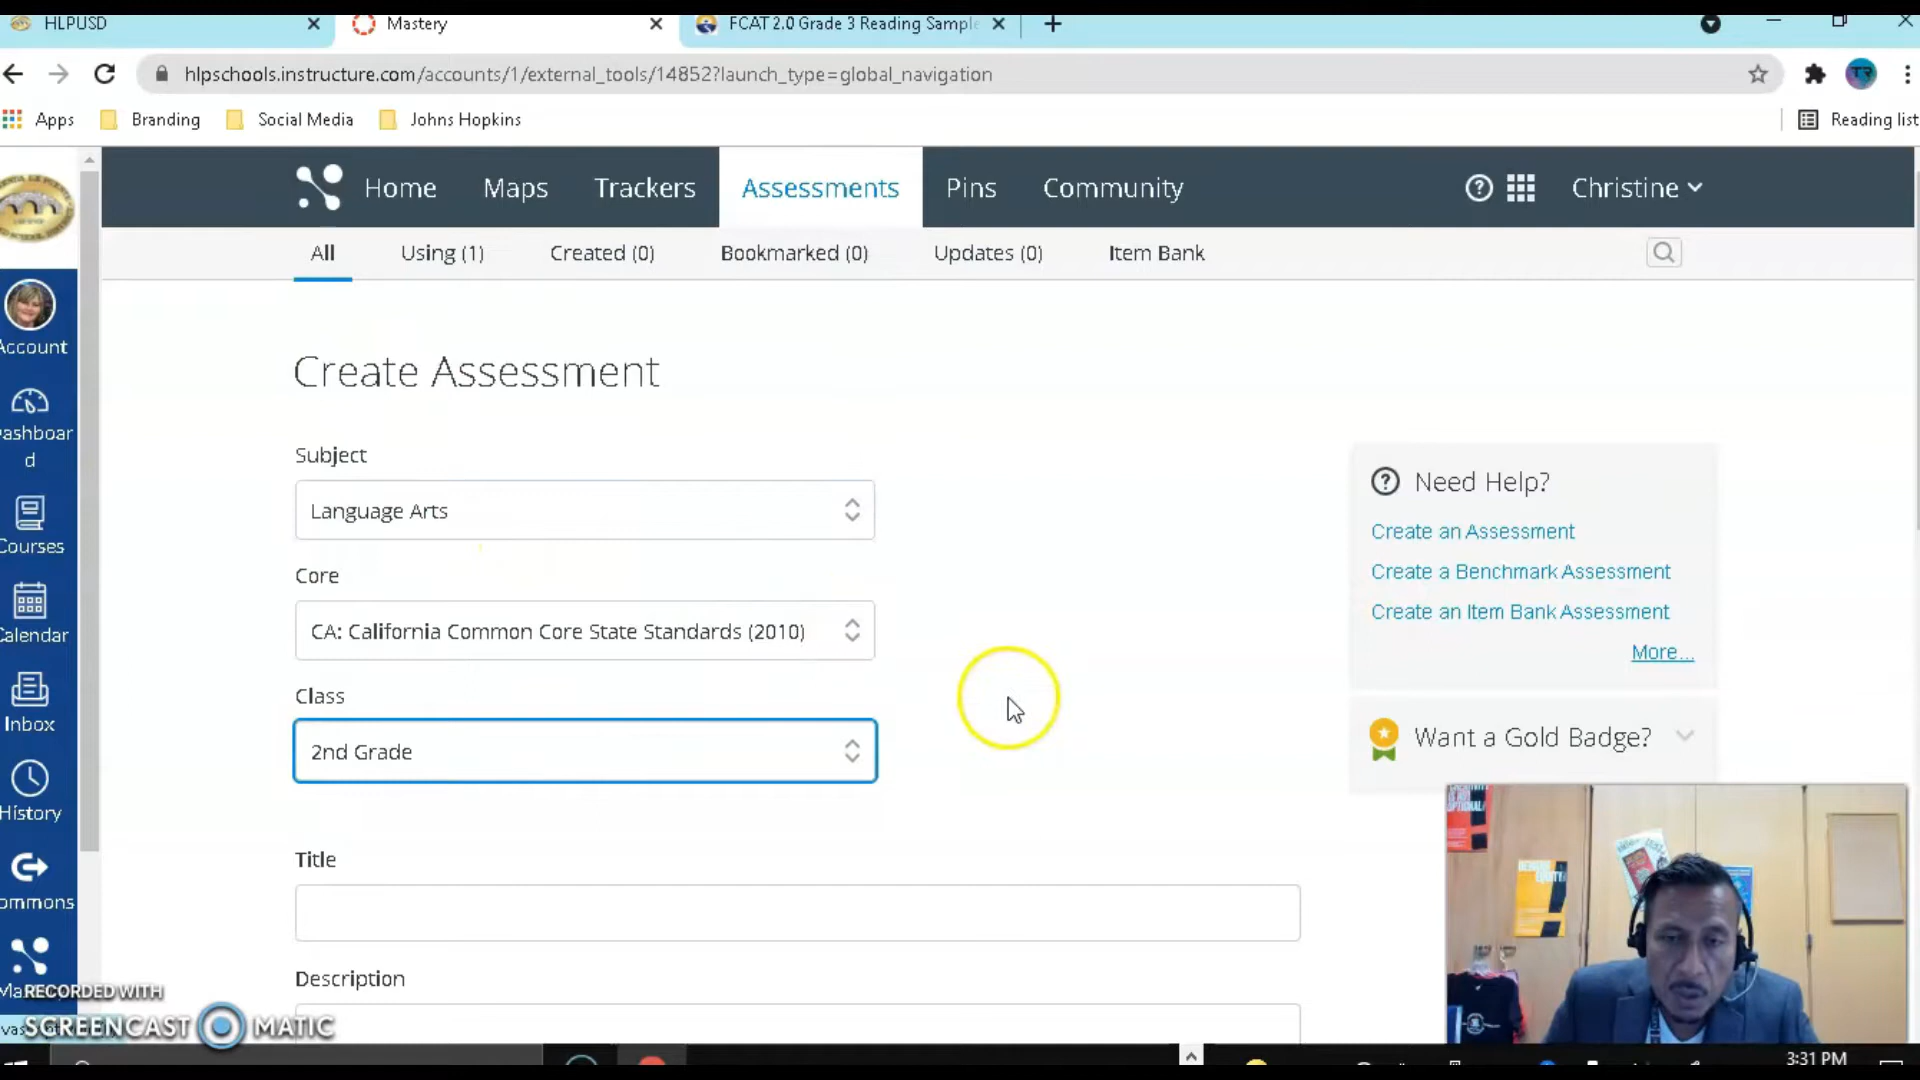 HLPUSD
Mastery
FCAT 2.0 Grade 3 Reading Sample
hlpschools.instructure.com/accounts/1/external_tools/14852?launch_type=global_navigation
Apps
Branding
Social Media
Johns Hopkins
Reading list
Home
Maps
Trackers
Assessments
Pins
Community
Christine
All
Using (1)
Created (0)
Bookmarked (0)
Updates (0)
Item Bank
Account
Dashboar
d
Courses
Calendar
Inbox
History
Commons
Create Assessment
Subject
Language Arts
Core
CA: California Common Core State Standards (2010)
Class
2nd Grade
Title
Description
Need Help?
Create an Assessment
Create a Benchmark Assessment
Create an Item Bank Assessment
More...
Want a Gold Badge?
RECORDED WITH
SCREENCAST MATIC
3:31 PM